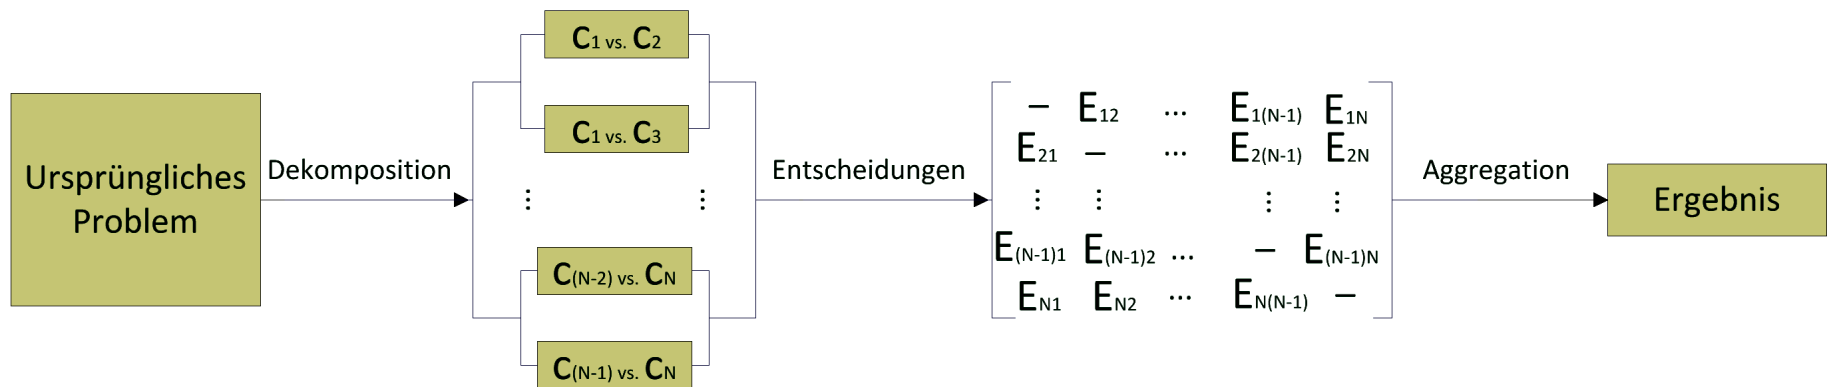 Ursprüngliches
Problem
Dekomposition
C1 vs. C2
C1 vs. C3
⋮ ⋮
C(N-2) vs. CN
C(N-1) vs. CN
Entscheidungen
– E12 ... E1(N-1) E1N
E21 – ... E2(N-1) E2N
⋮ ⋮ ⋮ ⋮
E(N-1)1 E(N-1)2 ... – E(N-1)N
EN1 EN2 ... EN(N-1) –
Aggregation
Ergebnis